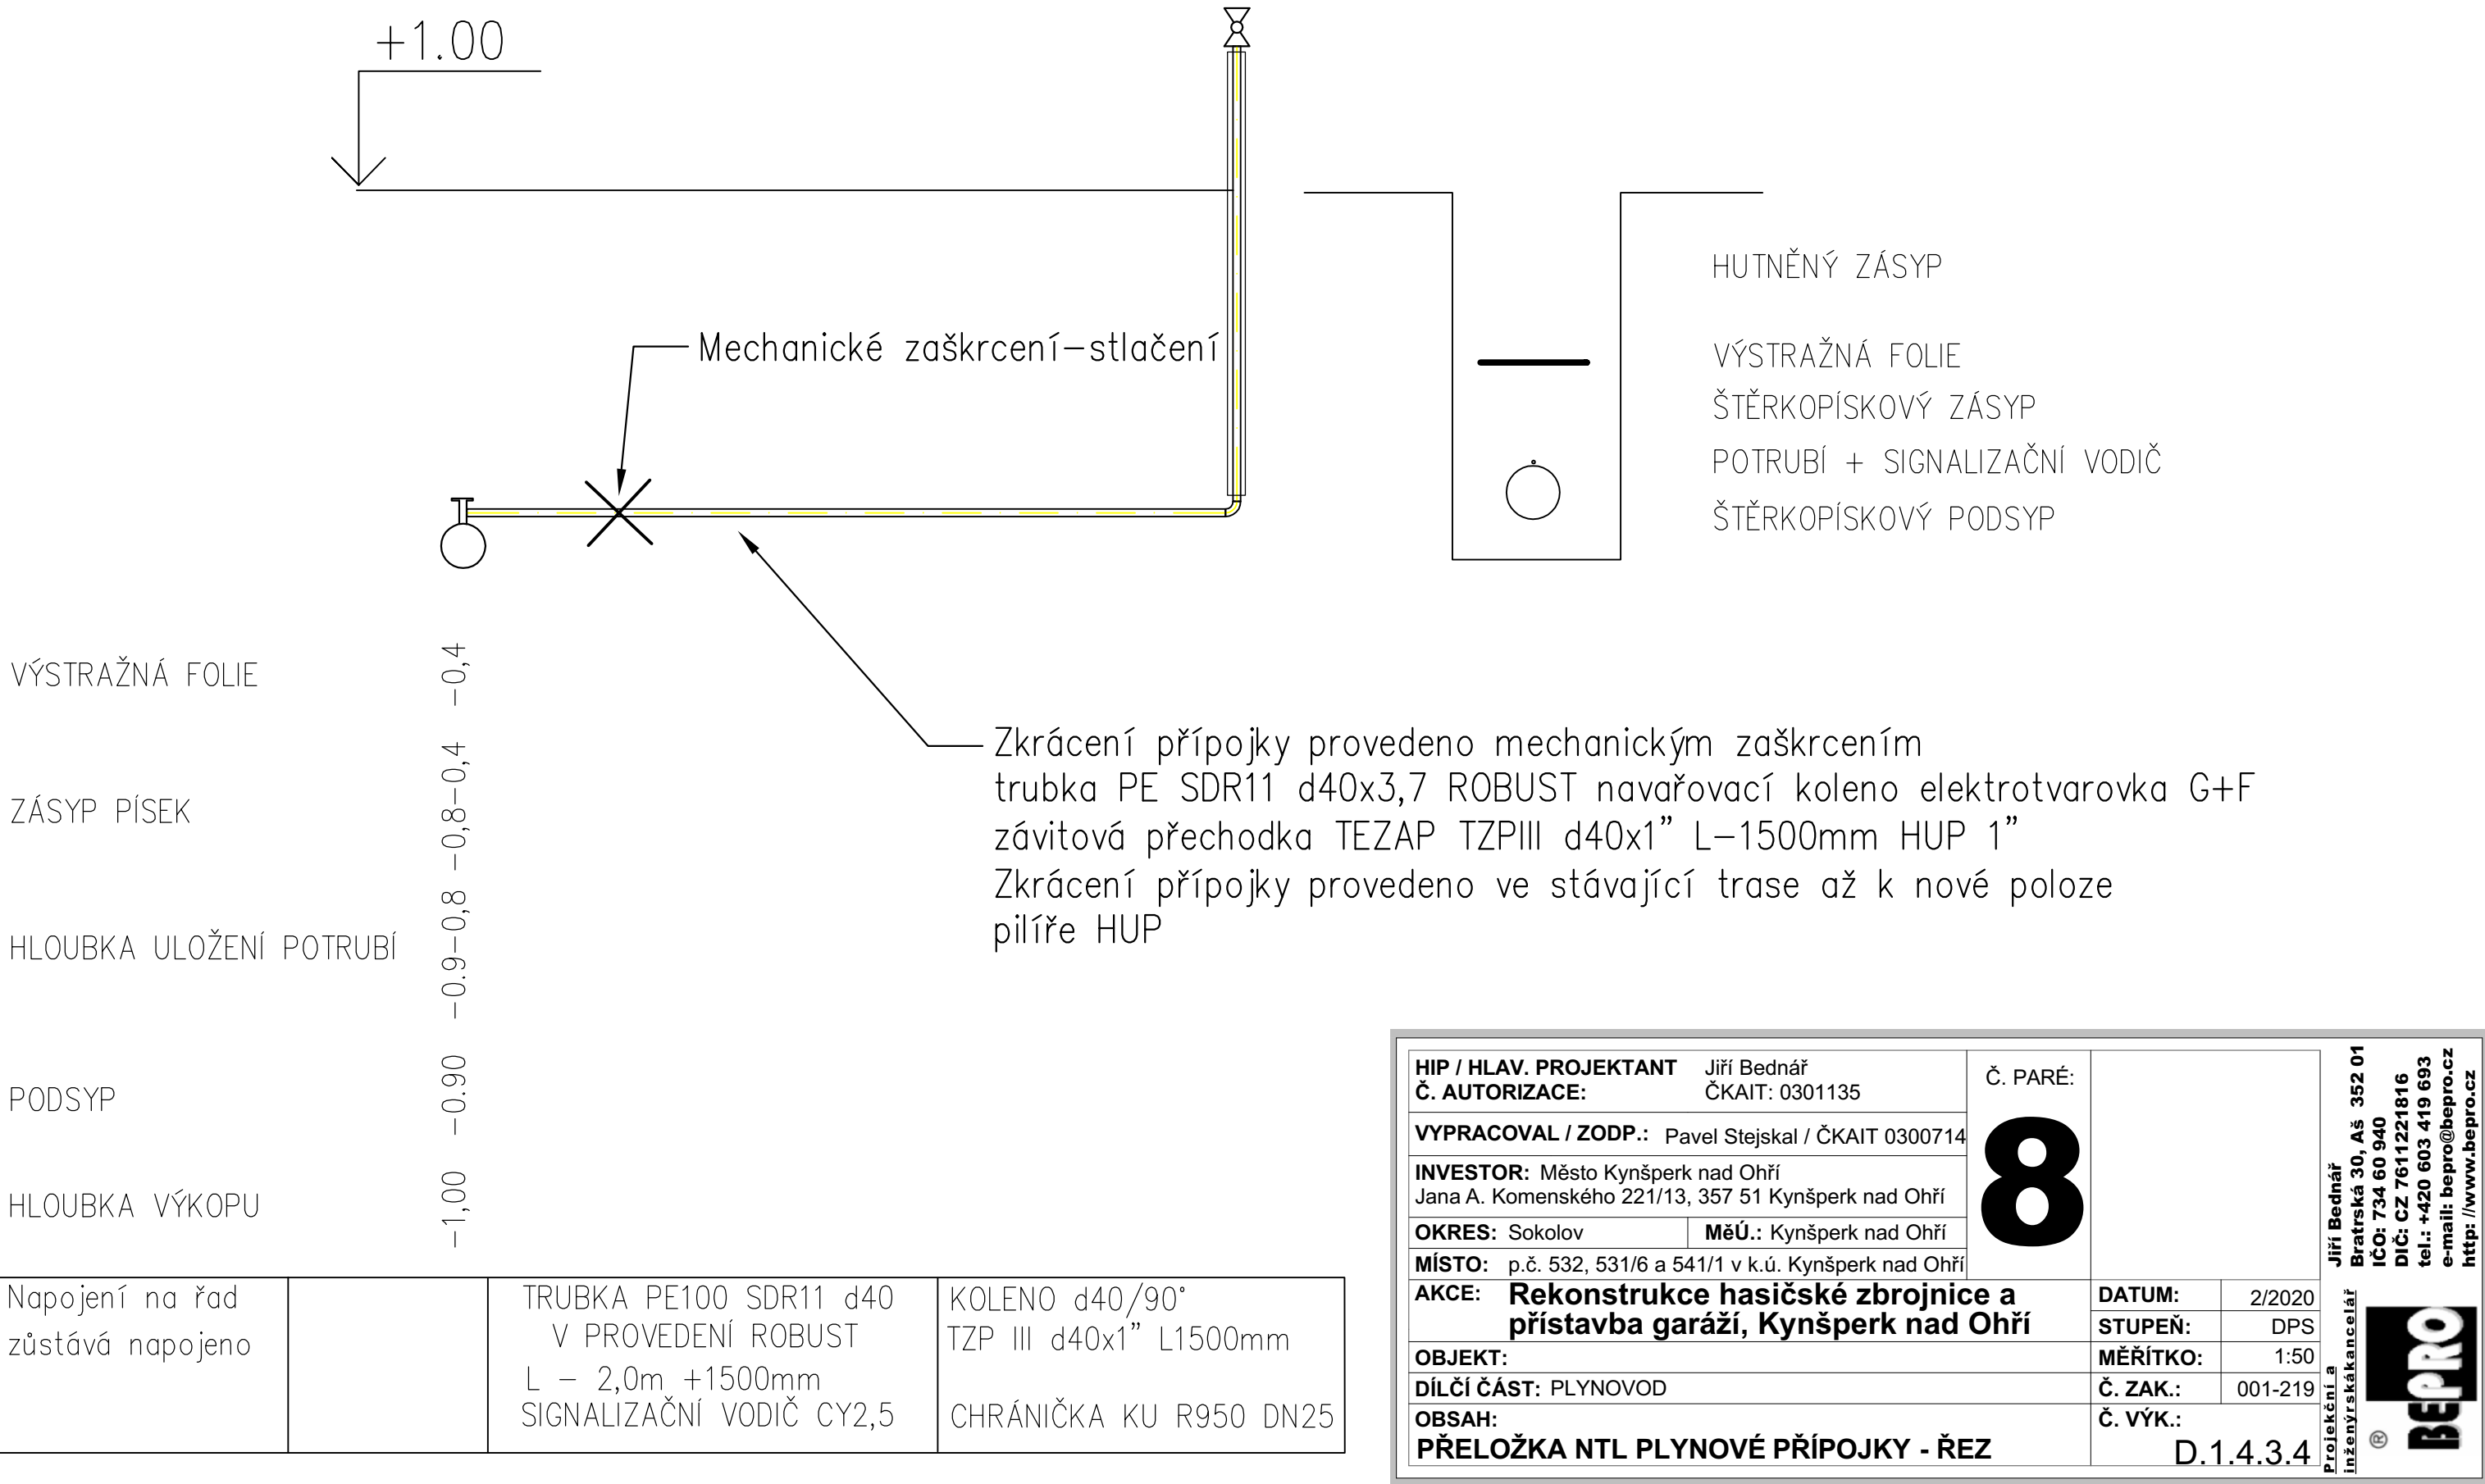 +1.00
Mechanické zaškrcení-stlačení
HUTNĚNÝ ZÁSYP
VÝSTRAŽNÁ FOLIE
ŠTĚRKOPÍSKOVÝ ZÁSYP
POTRUBÍ + SIGNALIZAČNÍ VODIČ
ŠTĚRKOPÍSKOVÝ PODSYP
VÝSTRAŽNÁ FOLIE
-0,4
ZÁSYP PÍSEK
-0,8-0,4
HLOUBKA ULOŽENÍ POTRUBÍ
-0.9-0,8
PODSYP
-0.90
HLOUBKA VÝKOPU
-1,00
Zkrácení přípojky provedeno mechanickým zaškrcením
trubka PE SDR11 d40x3,7 ROBUST navařovací koleno elektrotvarovka G+F
závitová přechodka TEZAP TZPIII d40x1” L-1500mm HUP 1”
Zkrácení přípojky provedeno ve stávající trase až k nové poloze
pilíře HUP
Napojení na řad
zůstává napojeno
TRUBKA PE100 SDR11 d40
V PROVEDENÍ ROBUST
L - 2,0m +1500mm
SIGNALIZAČNÍ VODIČ CY2,5
KOLENO d40/90°
TZP III d40x1” L1500mm
CHRÁNIČKA KU R950 DN25
HIP / HLAV. PROJEKTANT Jiří Bednář
Č. AUTORIZACE: ČKAIT: 0301135
VYPRACOVAL / ZODP.: Pavel Stejskal / ČKAIT 0300714
INVESTOR: Město Kynšperk nad Ohří
Jana A. Komenského 221/13, 357 51 Kynšperk nad Ohří
OKRES: Sokolov MěÚ.: Kynšperk nad Ohří
MÍSTO: p.č. 532, 531/6 a 541/1 v k.ú. Kynšperk nad Ohří
Č. PARÉ:
8
AKCE: Rekonstrukce hasičské zbrojnice a
přístavba garáží, Kynšperk nad Ohří
OBJEKT:
DÍLČÍ ČÁST: PLYNOVOD
OBSAH:
PŘELOŽKA NTL PLYNOVÉ PŘÍPOJKY - ŘEZ
DATUM: 2/2020
STUPEŇ: DPS
MĚŘÍTKO: 1:50
Č. ZAK.: 001-219
Č. VÝK.:
D.1.4.3.4
Jiří Bednář
Bratrská 30, Aš 352 01
IČO: 734 60 940
DIČ: CZ 7611221816
tel.: +420 603 419 693
e-mail: bepro@bepro.cz
http: //www.bepro.cz
Projekční a
inženýrskákancelář
BEPRO
®